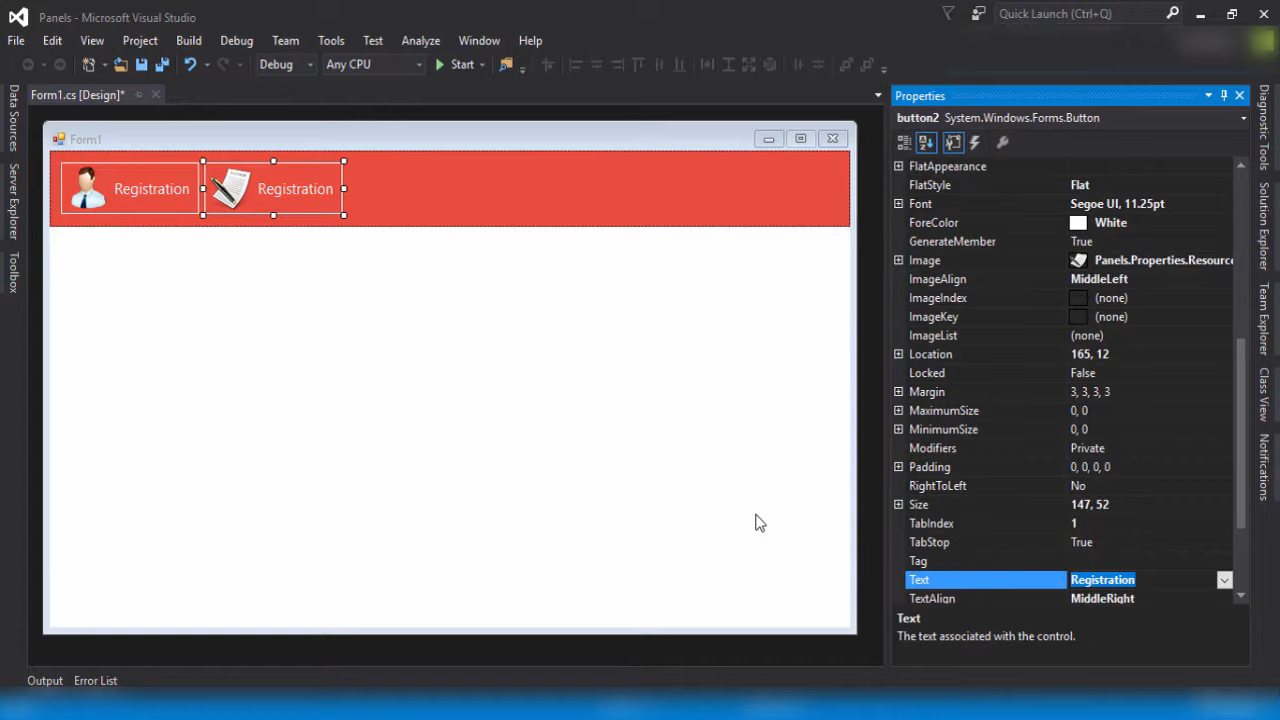 Panels - Microsoft Visual Studio
Quick Launch (Ctrl+Q)
File Edit View Project Build Debug Team Tools Test Analyze Window Help
Debug Any CPU Start
Data Sources
Server Explorer
Toolbox
Form1.cs [Design]*
Form1
Registration Registration
Properties
button2 System.Windows.Forms.Button
FlatAppearance
FlatStyle Flat
Font Segoe UI, 11.25pt
ForeColor White
GenerateMember True
Image Panels.Properties.Resourc
ImageAlign MiddleLeft
ImageIndex (none)
ImageKey (none)
ImageList (none)
Location 165, 12
Locked False
Margin 3, 3, 3, 3
MaximumSize 0, 0
MinimumSize 0, 0
Modifiers Private
Padding 0, 0, 0, 0
RightToLeft No
Size 147, 52
TabIndex 1
TabStop True
Tag
Text Registration
TextAlign MiddleRight
Text
The text associated with the control.
Diagnostic Tools
Solution Explorer
Team Explorer
Class View
Notifications
Output Error List